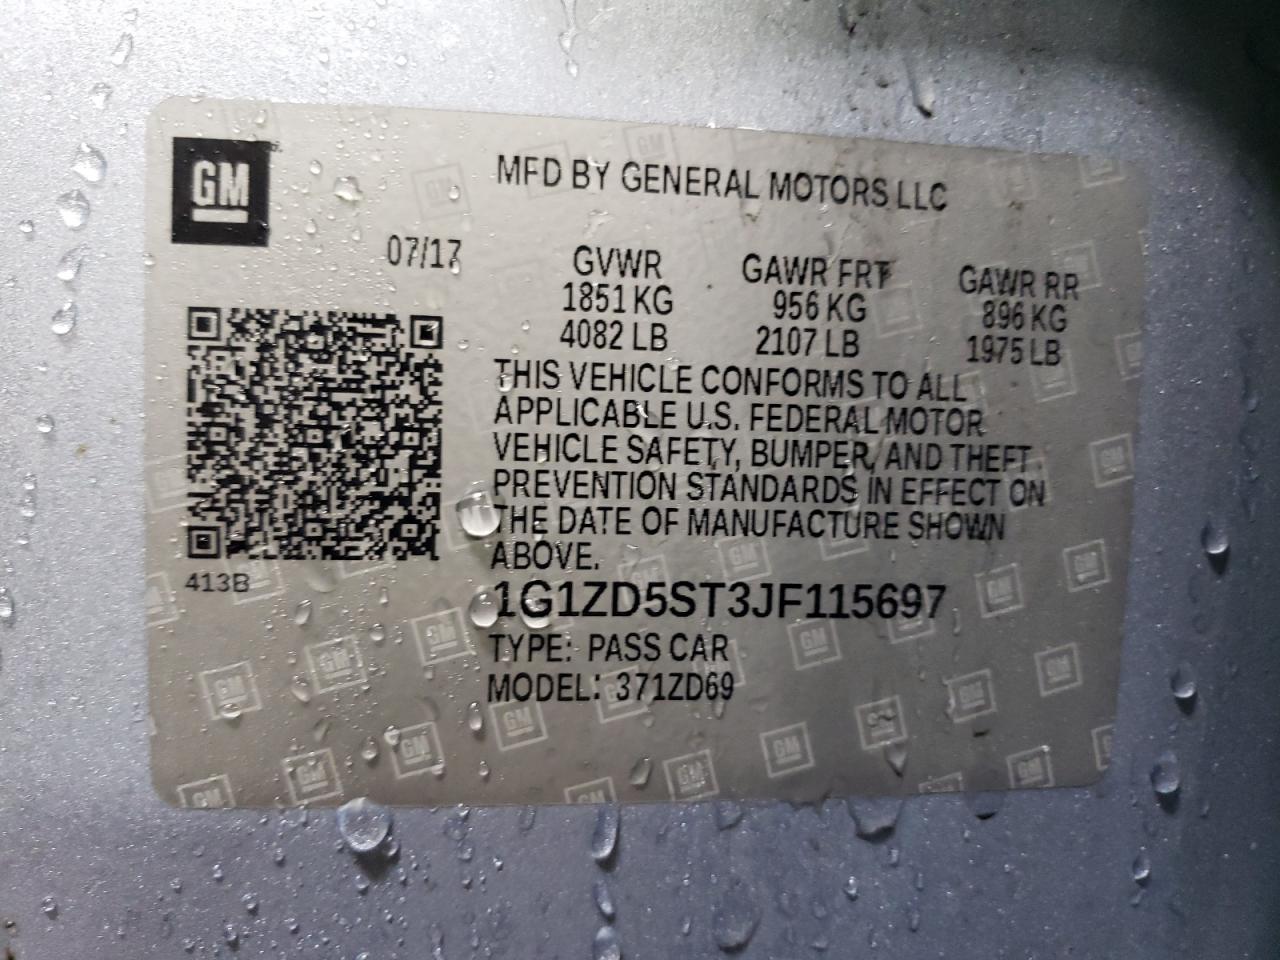 GM
MFD BY GENERAL MOTORS LLC
07/17
GVWR GAWR FRT GAWR RR
1851 KG 956 KG 896 KG
4082 LB 2107 LB 1975 LB
THIS VEHICLE CONFORMS TO ALL
APPLICABLE U.S. FEDERAL MOTOR
VEHICLE SAFETY, BUMPER, AND THEFT
PREVENTION STANDARDS IN EFFECT ON
THE DATE OF MANUFACTURE SHOWN
ABOVE.
413B
1G1ZD5ST3JF115697
TYPE: PASS CAR
MODEL: 371ZD69